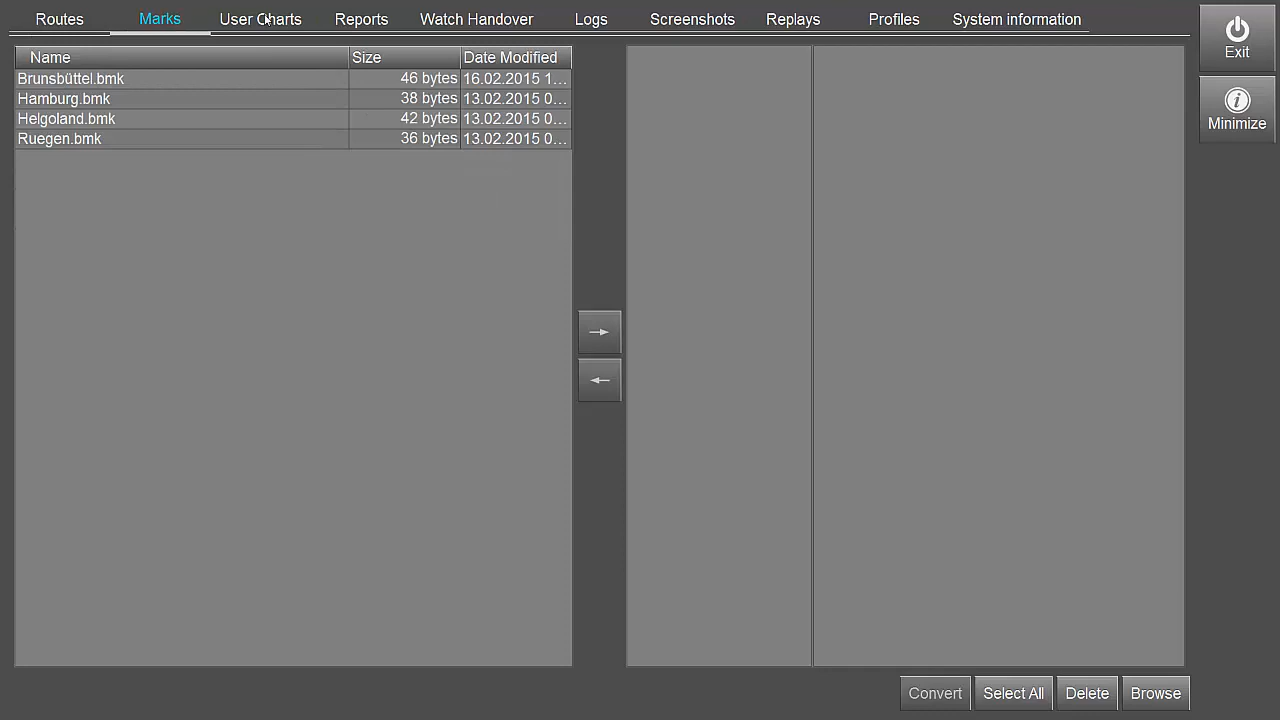 Routes Marks User Charts Reports Watch Handover Logs Screenshots Replays Profiles System information
Exit
Minimize
Name Size Date Modified
Brunsbüttel.bmk 46 bytes 16.02.2015 1...
Hamburg.bmk 38 bytes 13.02.2015 0...
Helgoland.bmk 42 bytes 13.02.2015 0...
Ruegen.bmk 36 bytes 13.02.2015 0...
Convert Select All Delete Browse